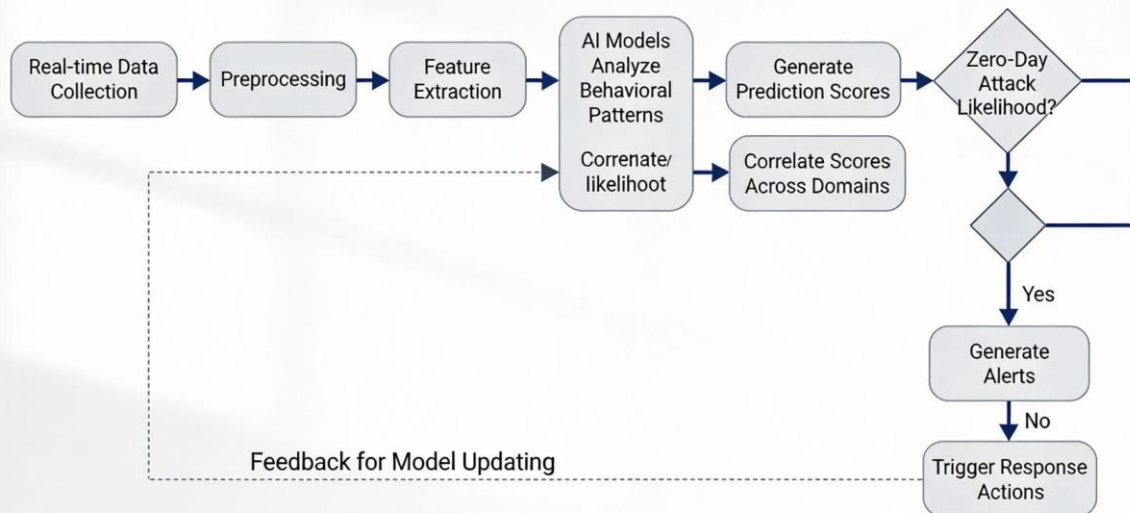 Real-time Data
Collection
Preprocessing
Feature
Extraction
AI Models
Analyze
Behavioral
Patterns
Correnate/
likelihoot
Generate
Prediction Scores
Correlate Scores
Across Domains
Zero-Day
Attack
Likelihood?
Yes
Generate
Alerts
No
Trigger Response
Actions
Feedback for Model Updating